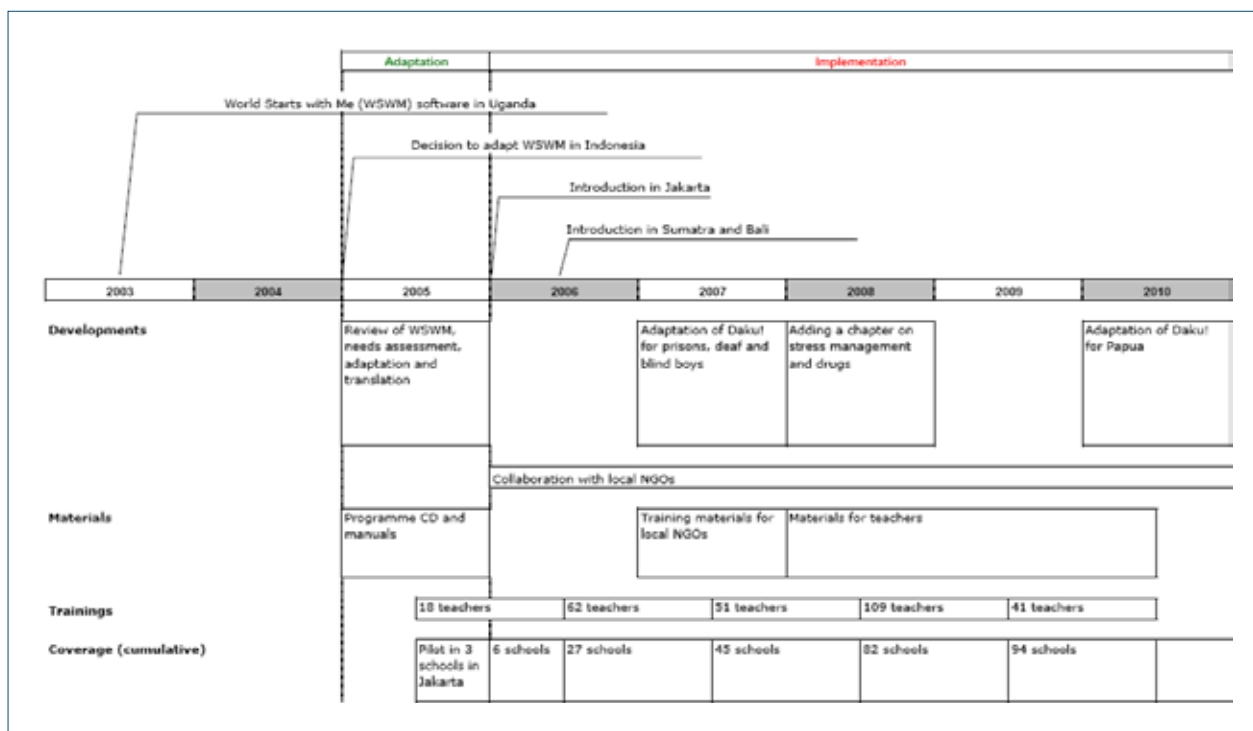 Adaptation
Implementation
World Starts with Me (WSWM) software in Uganda
Decision to adapt WSWM in Indonesia
Introduction in Jakarta
Introduction in Sumatra and Bali
2003 2004 2005 2006 2007 2008 2009 2010
Developments
Review of WSWM,
needs assessment,
adaptation and
translation
Adaptation of Daku!
for prisons, deaf and
blind boys
Adding a chapter on
stress management
and drugs
Adaptation of Daku!
for Papua
Collaboration with local NGOs
Materials
Programme CD and
manuals
Training materials for
local NGOs
Materials for teachers
Trainings
18 teachers 62 teachers 51 teachers 109 teachers 41 teachers
Coverage (cumulative)
Pilot in 3
schools in
Jakarta
6 schools 27 schools 45 schools 82 schools 94 schools